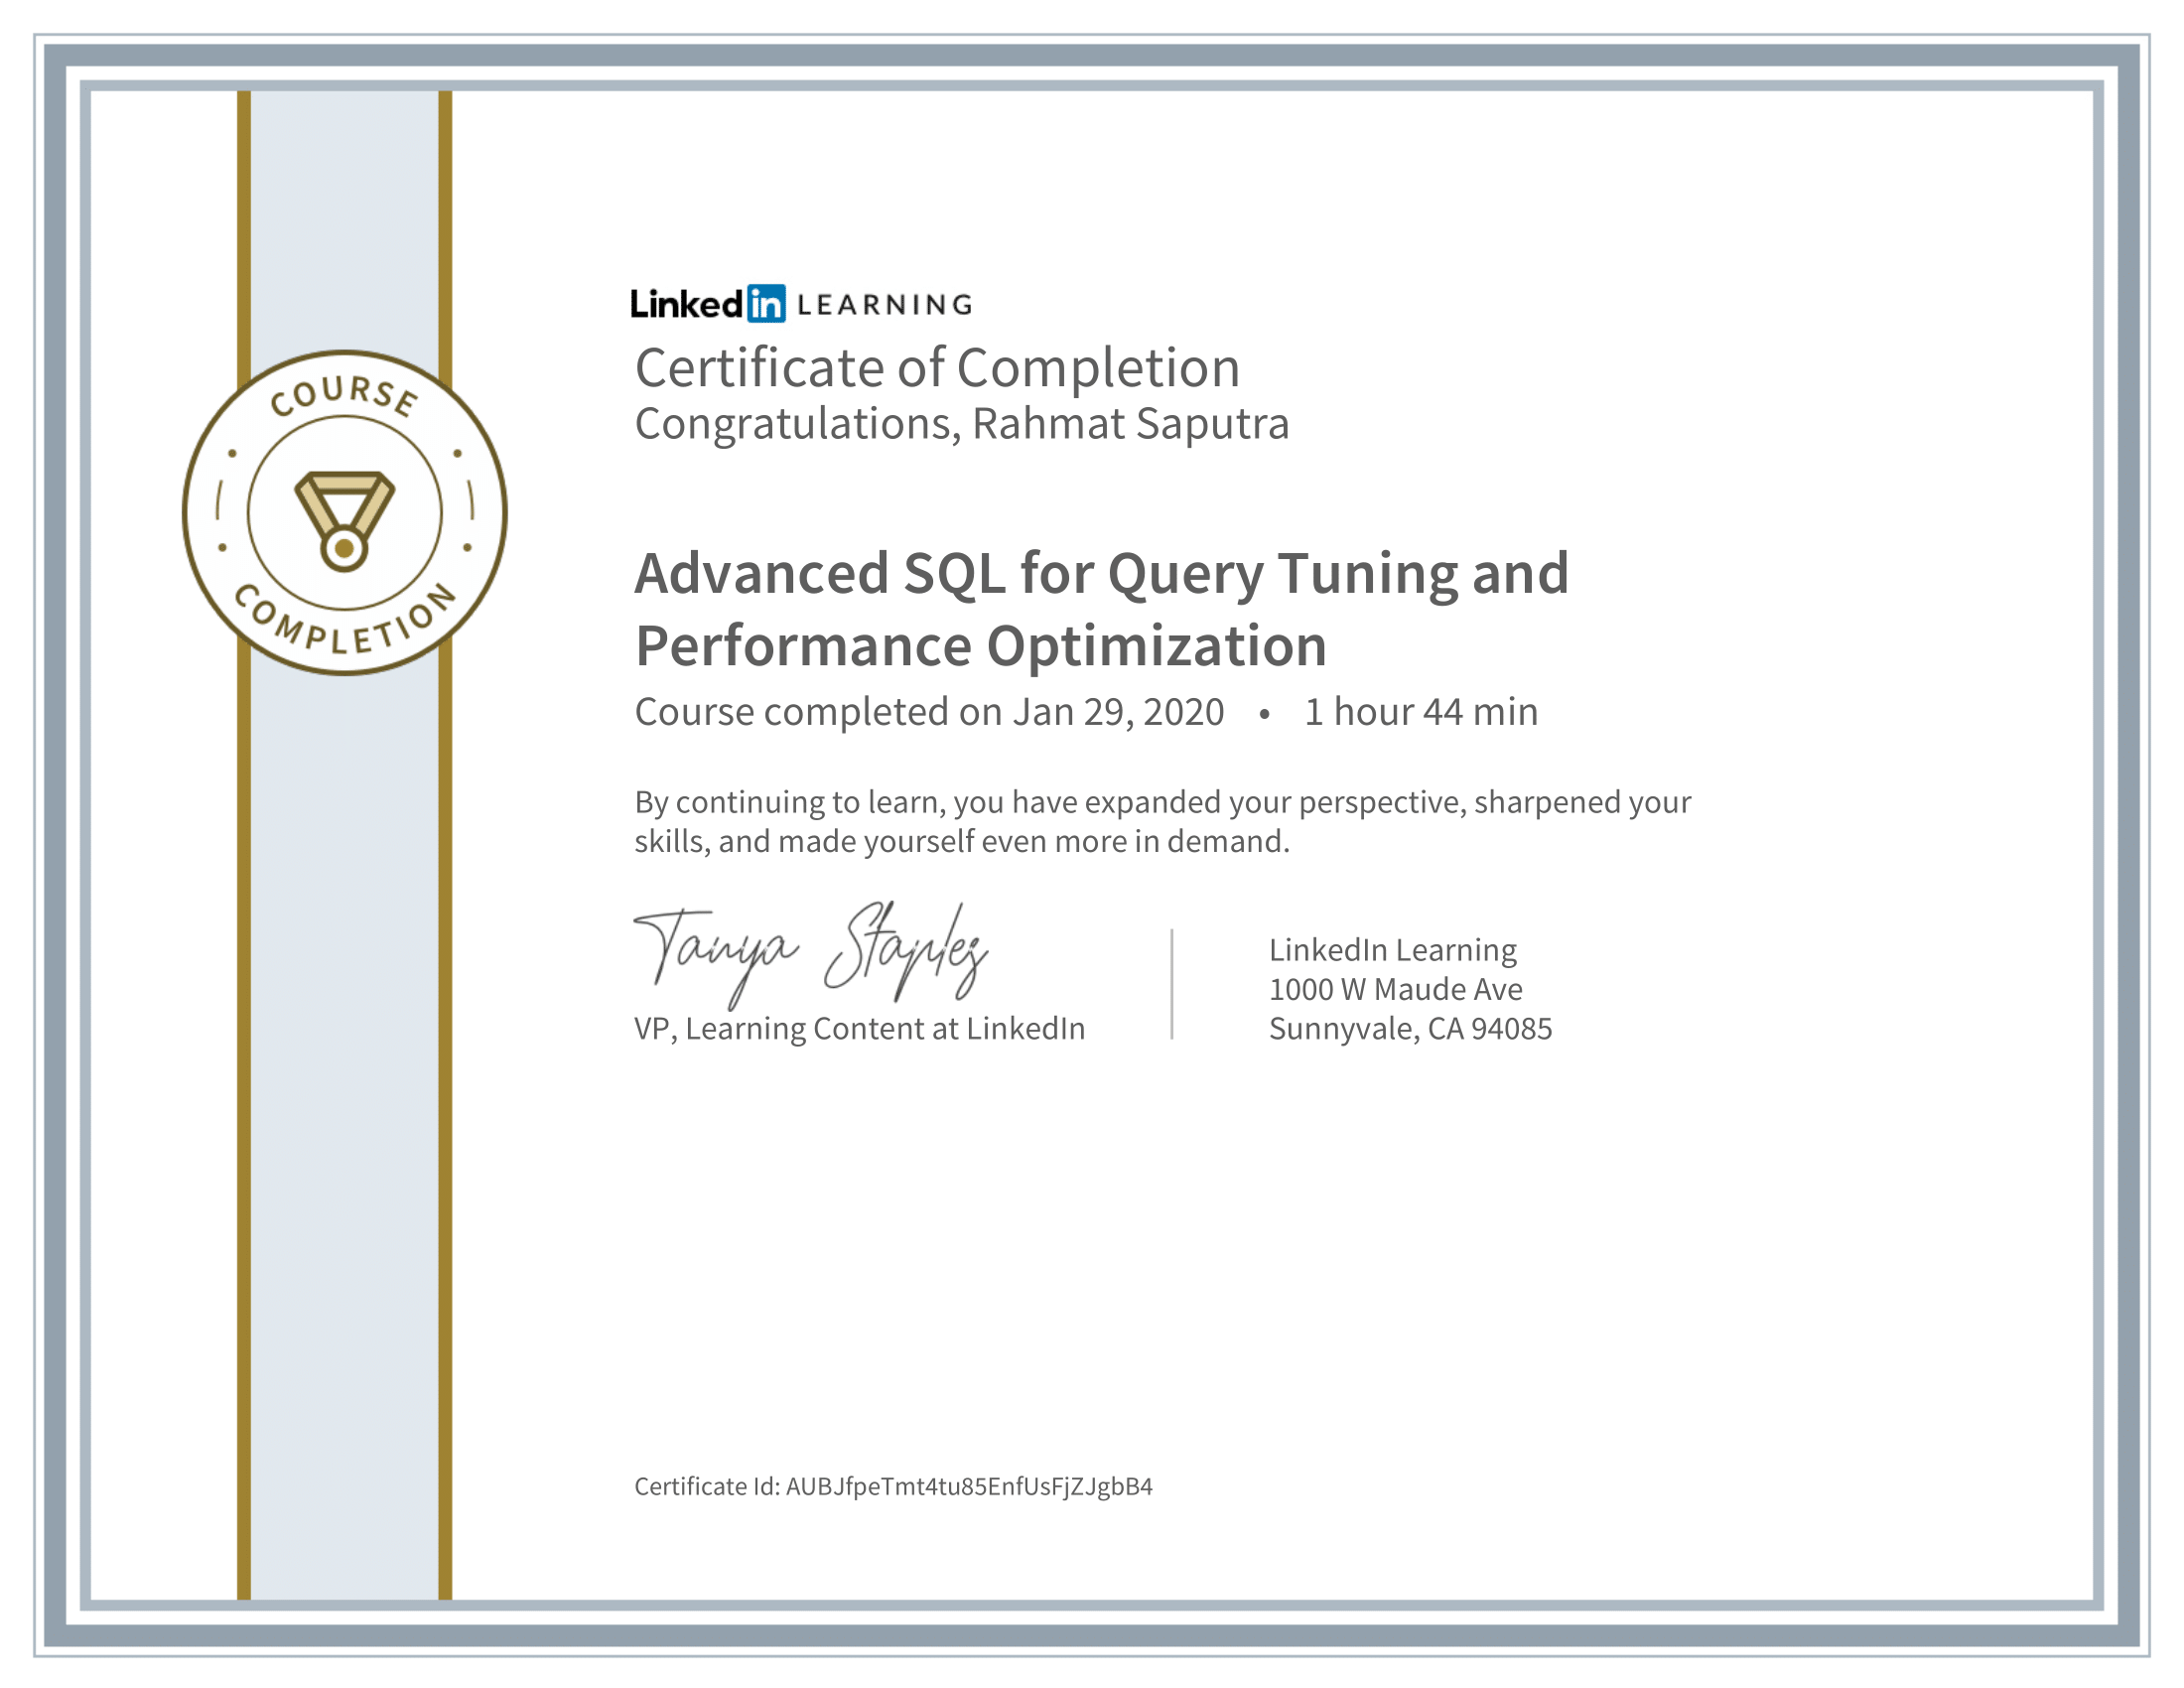 COURSE
COMPLETION
Linked in LEARNING
Certificate of Completion
Congratulations, Rahmat Saputra
Advanced SQL for Query Tuning and
Performance Optimization
Course completed on Jan 29, 2020 • 1 hour 44 min
By continuing to learn, you have expanded your perspective, sharpened your
skills, and made yourself even more in demand.
Tanya Staples
VP, Learning Content at LinkedIn
LinkedIn Learning
1000 W Maude Ave
Sunnyvale, CA 94085
Certificate Id: AUBJfpeTmt4tu85EnfUsFjZJgbB4